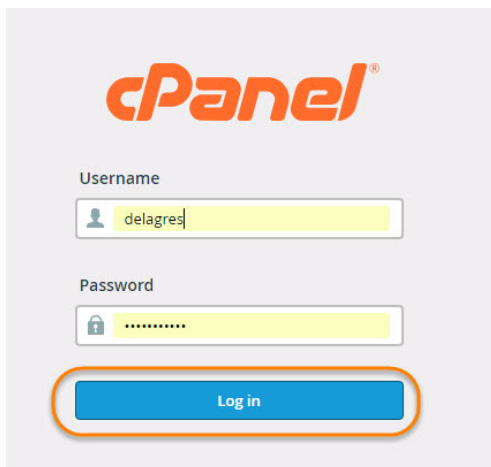 cPanel®
Username
delagres
Password
•••••••••••
Log in